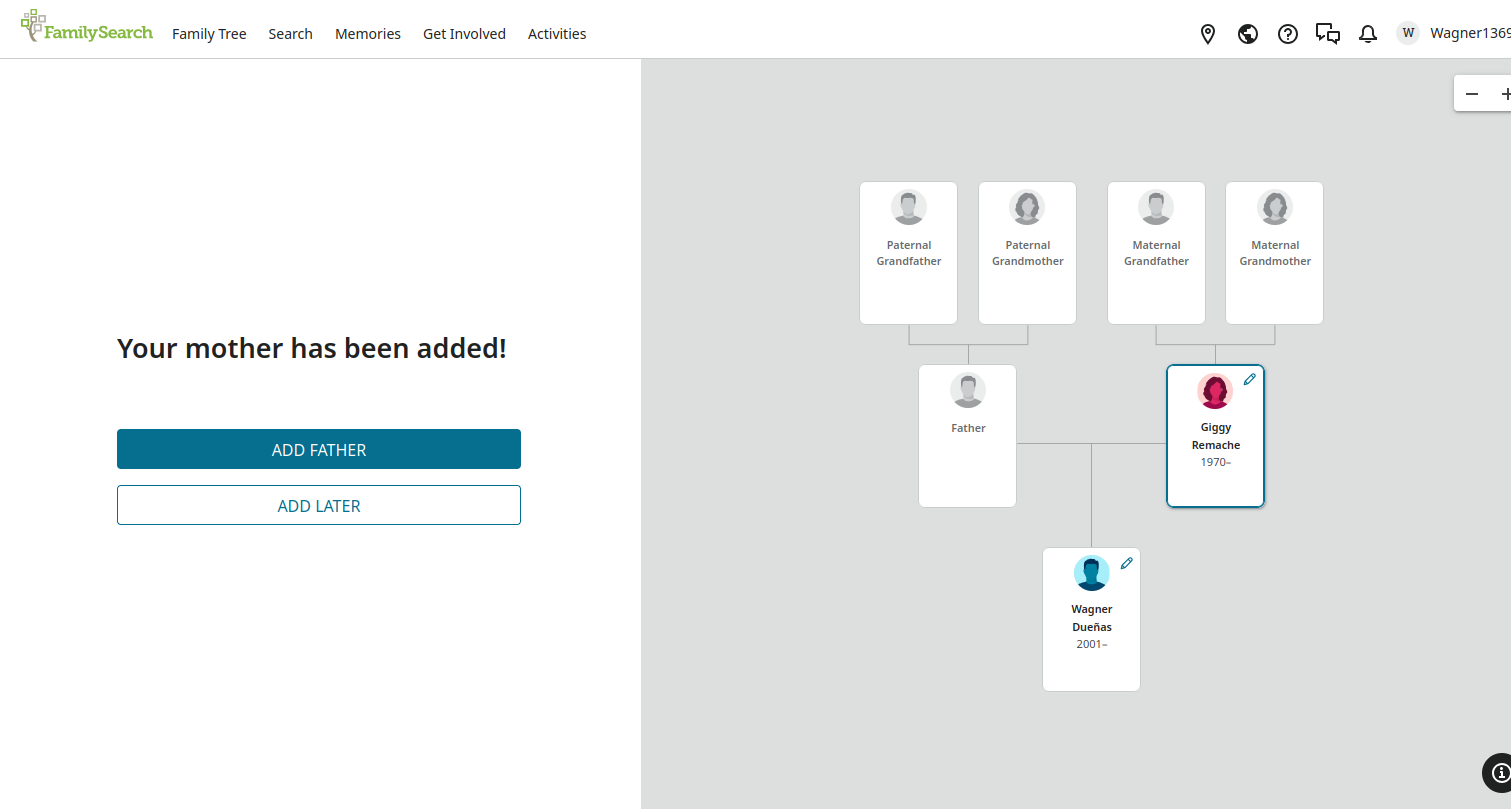 FamilySearch
Family Tree
Search
Memories
Get Involved
Activities
W
Wagner1369
Your mother has been added!
ADD FATHER
ADD LATER
Paternal
Grandfather
Paternal
Grandmother
Maternal
Grandfather
Maternal
Grandmother
Father
Giggy
Remache
1970–
Wagner
Dueñas
2001–